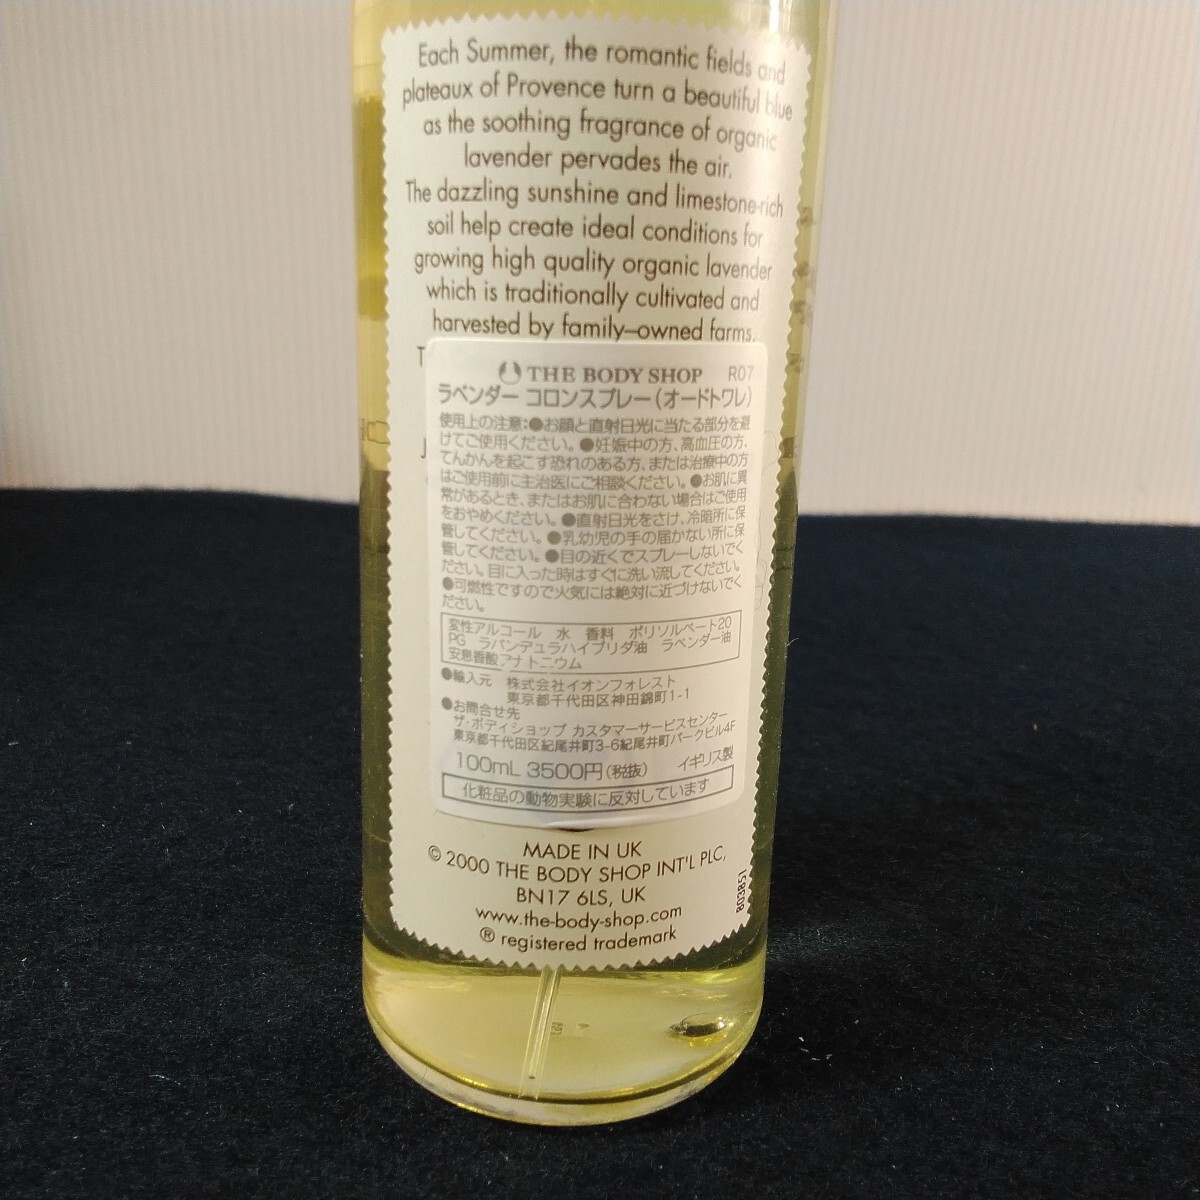 Each Summer, the romantic fields and
plateaux of Provence turn a beautiful blue
as the soothing fragrance of organic
lavender pervades the air.
The dazzling sunshine and limestone-rich
soil help create ideal conditions for
growing high quality organic lavender
which is traditionally cultivated and
harvested by family–owned farms.
THE BODY SHOP R07
ラベンダー コロンスプレー(オードトワレ)
使用上の注意:●お顔と直射日光に当たる部分を避
けてご使用ください。●妊娠中の方、高血圧の方、
てんかんを起こす恐れのある方、または治療中の方
はご使用前に主治医にご相談ください。●お肌に異
常があるとき、またはお肌に合わない場合はご使用
をおやめください。●直射日光をさけ、冷暗所に保
管してください。●乳幼児の手の届かない所に保
管してください。●目の近くでスプレーしないでく
ださい。目に入った時はすぐに洗い流してください。
●可燃性ですので火気には絶対に近づけないでく
ださい。
変性アルコール 水 香料 ポリソルベート20
PG ラバンデュラハイブリダ油 ラベンダー油
安息香酸デナトニウム
●輸入元 株式会社イオンフォレスト
東京都千代田区神田錦町1-1
●お問合せ先
ザ・ボディショップ カスタマーサービスセンター
東京都千代田区紀尾井町3-6紀尾井町パークビル4F
100mL 3500円(税抜) イギリス製
化粧品の動物実験に反対しています
MADE IN UK
© 2000 THE BODY SHOP INT'L PLC,
BN17 6LS, UK
www.the-body-shop.com
® registered trademark
803851